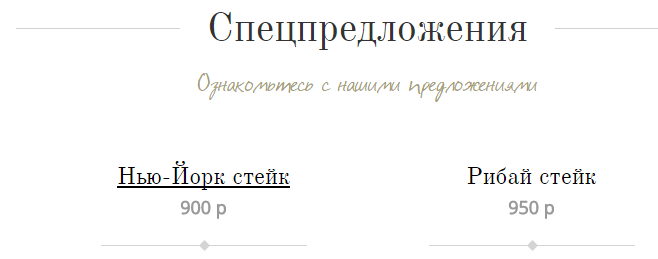 Спецпредложения
Ознакомьтесь с нашими предложениями
Нью-Йорк стейк
Рибай стейк
900 р
950 р